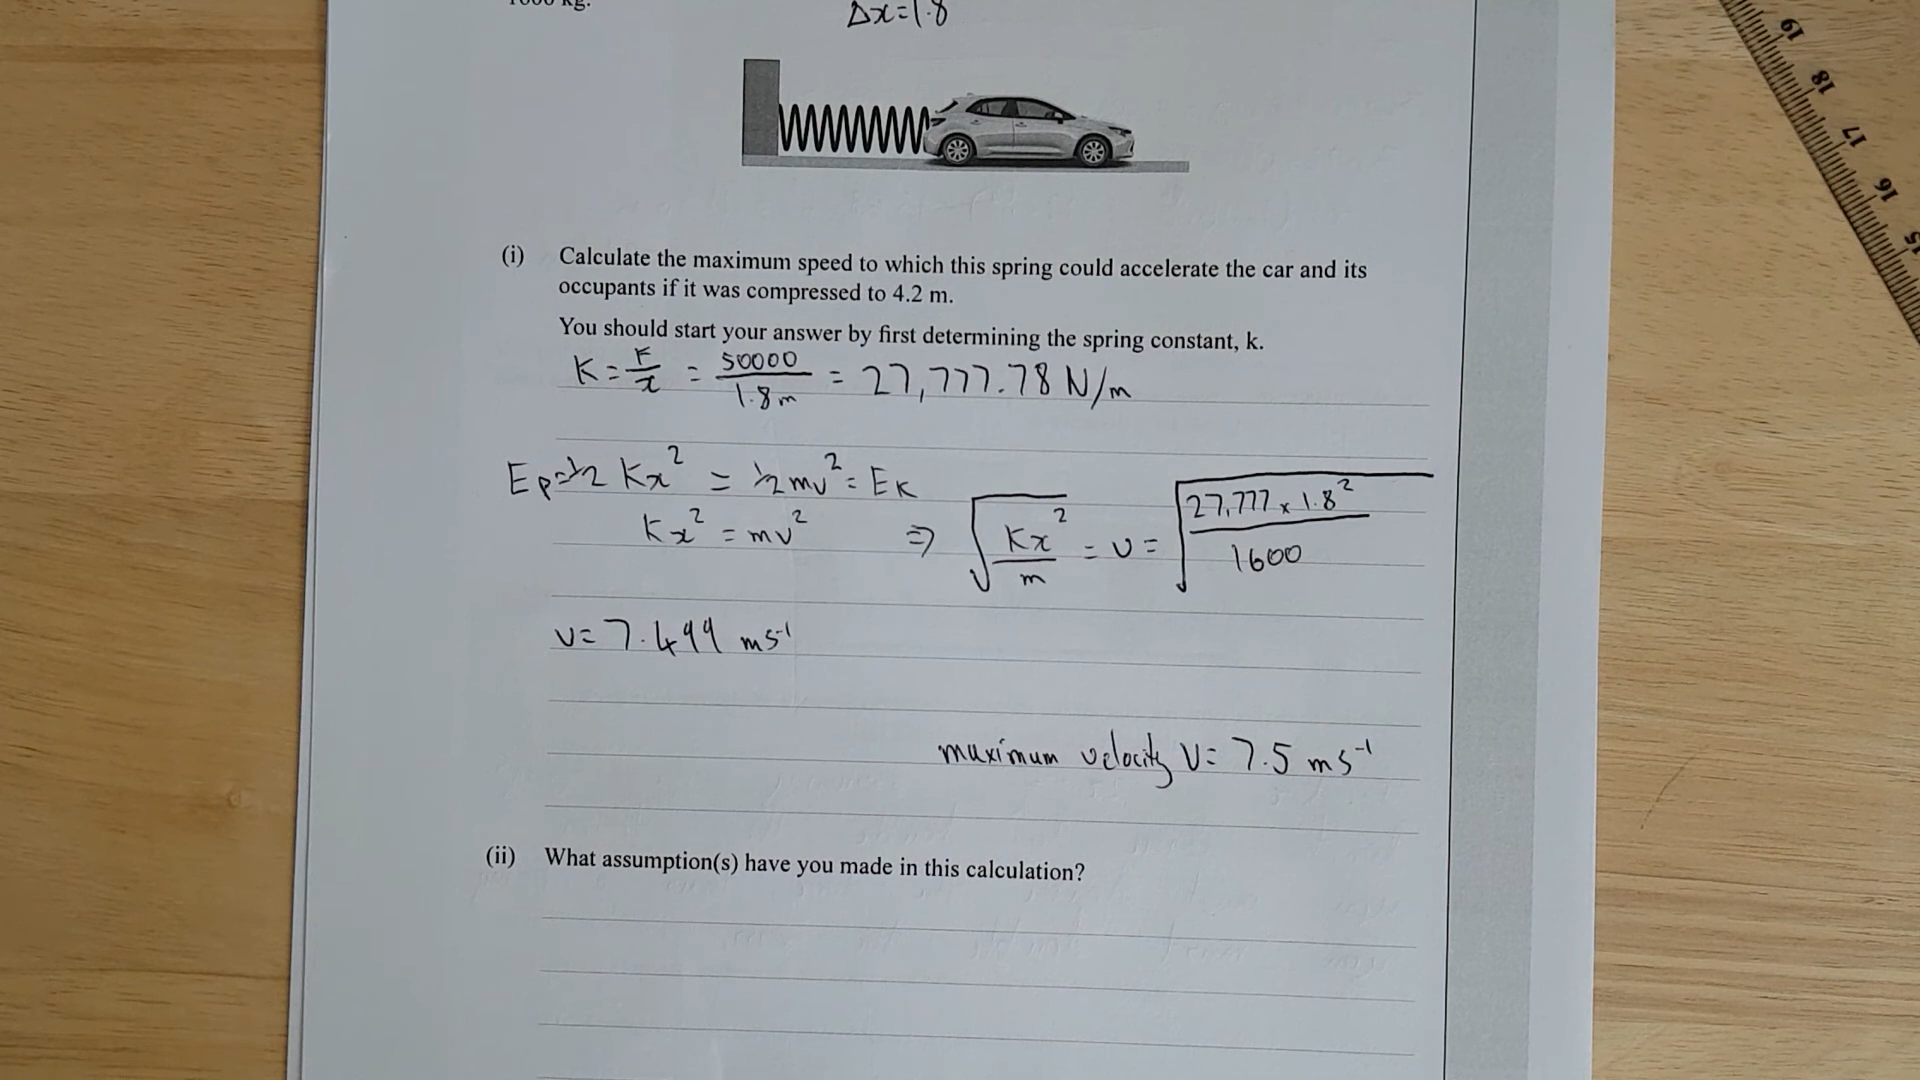 Δx=1.8
(i) Calculate the maximum speed to which this spring could accelerate the car and its
occupants if it was compressed to 4.2 m.
You should start your answer by first determining the spring constant, k.
K = F/x = 50000/1.8m = 27,777.78 N/m
Ep=½ Kx² = ½mv² = EK
Kx² = mv² ⇒ √(Kx²/m) = v = √(27,777 x 1.8²/1600)
v= 7.499 ms⁻¹
maximum velocity V= 7.5 ms⁻¹
(ii) What assumption(s) have you made in this calculation?
19
18
17
16
15